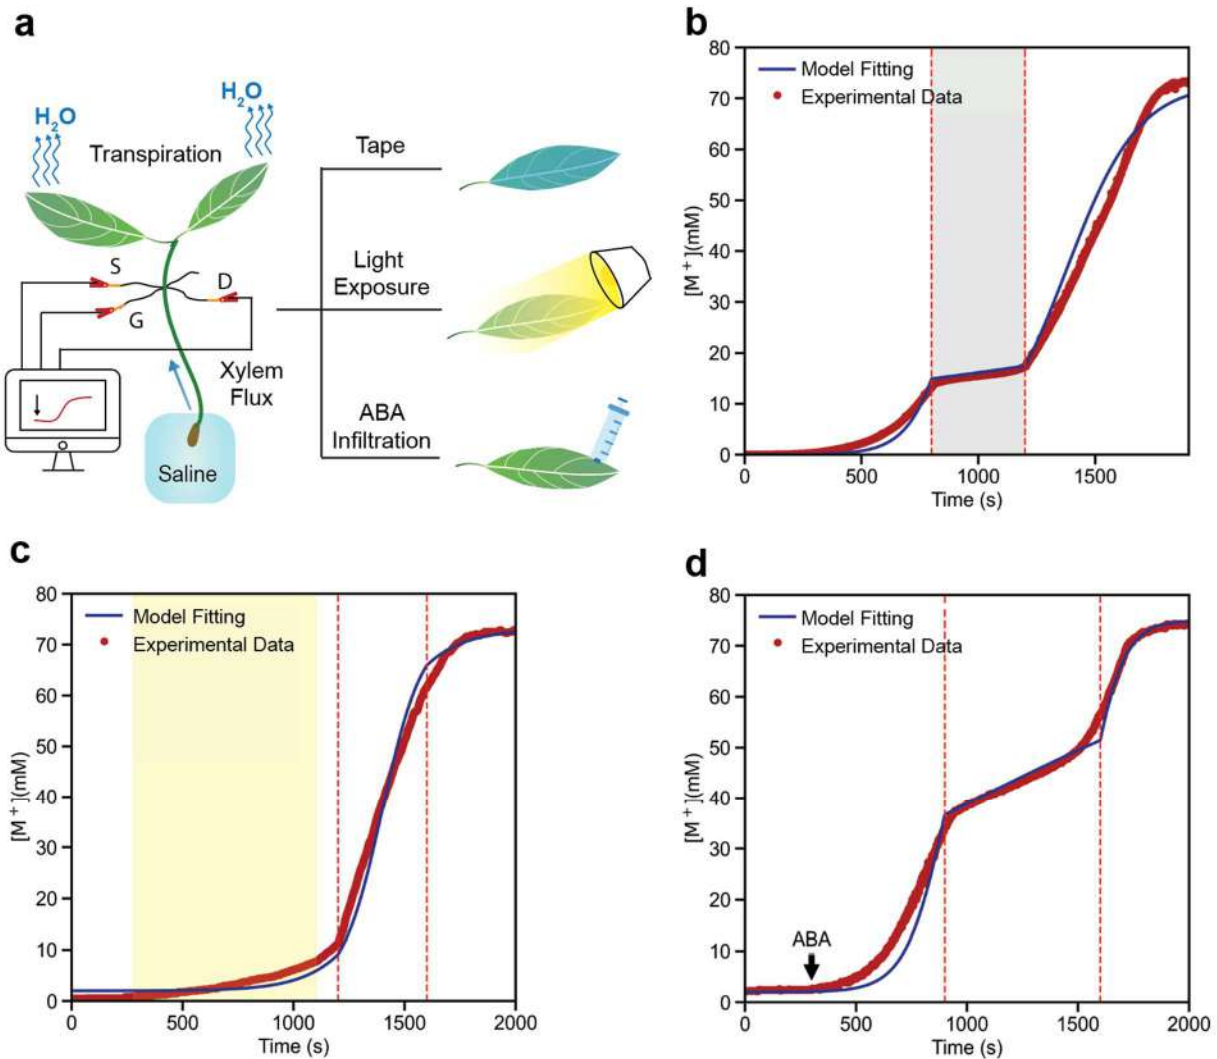 a
H2O
H2O
Transpiration
S
D
G
Xylem
Flux
Saline
Tape
Light
Exposure
ABA
Infiltration
b
80
70
60
50
40
30
20
10
0
[M+](mM)
Model Fitting
Experimental Data
0 500 1000 1500
Time (s)
c
80
70
60
50
40
30
20
10
0
[M+](mM)
Model Fitting
Experimental Data
0 500 1000 1500 2000
Time (s)
d
80
70
60
50
40
30
20
10
0
[M+](mM)
Model Fitting
Experimental Data
ABA
0 500 1000 1500 2000
Time (s)